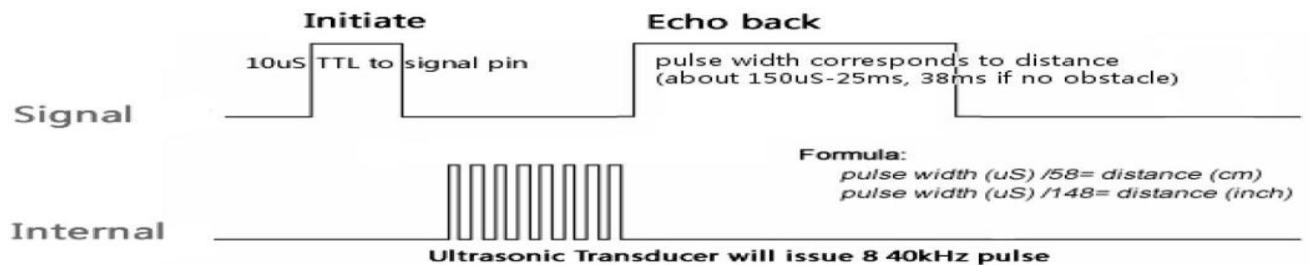 Initiate
Echo back
10uS TTL to signal pin
pulse width corresponds to distance
(about 150uS-25ms, 38ms if no obstacle)
Signal
Formula:
pulse width (uS) /58= distance (cm)
pulse width (uS) /148= distance (inch)
Internal
Ultrasonic Transducer will issue 8 40kHz pulse